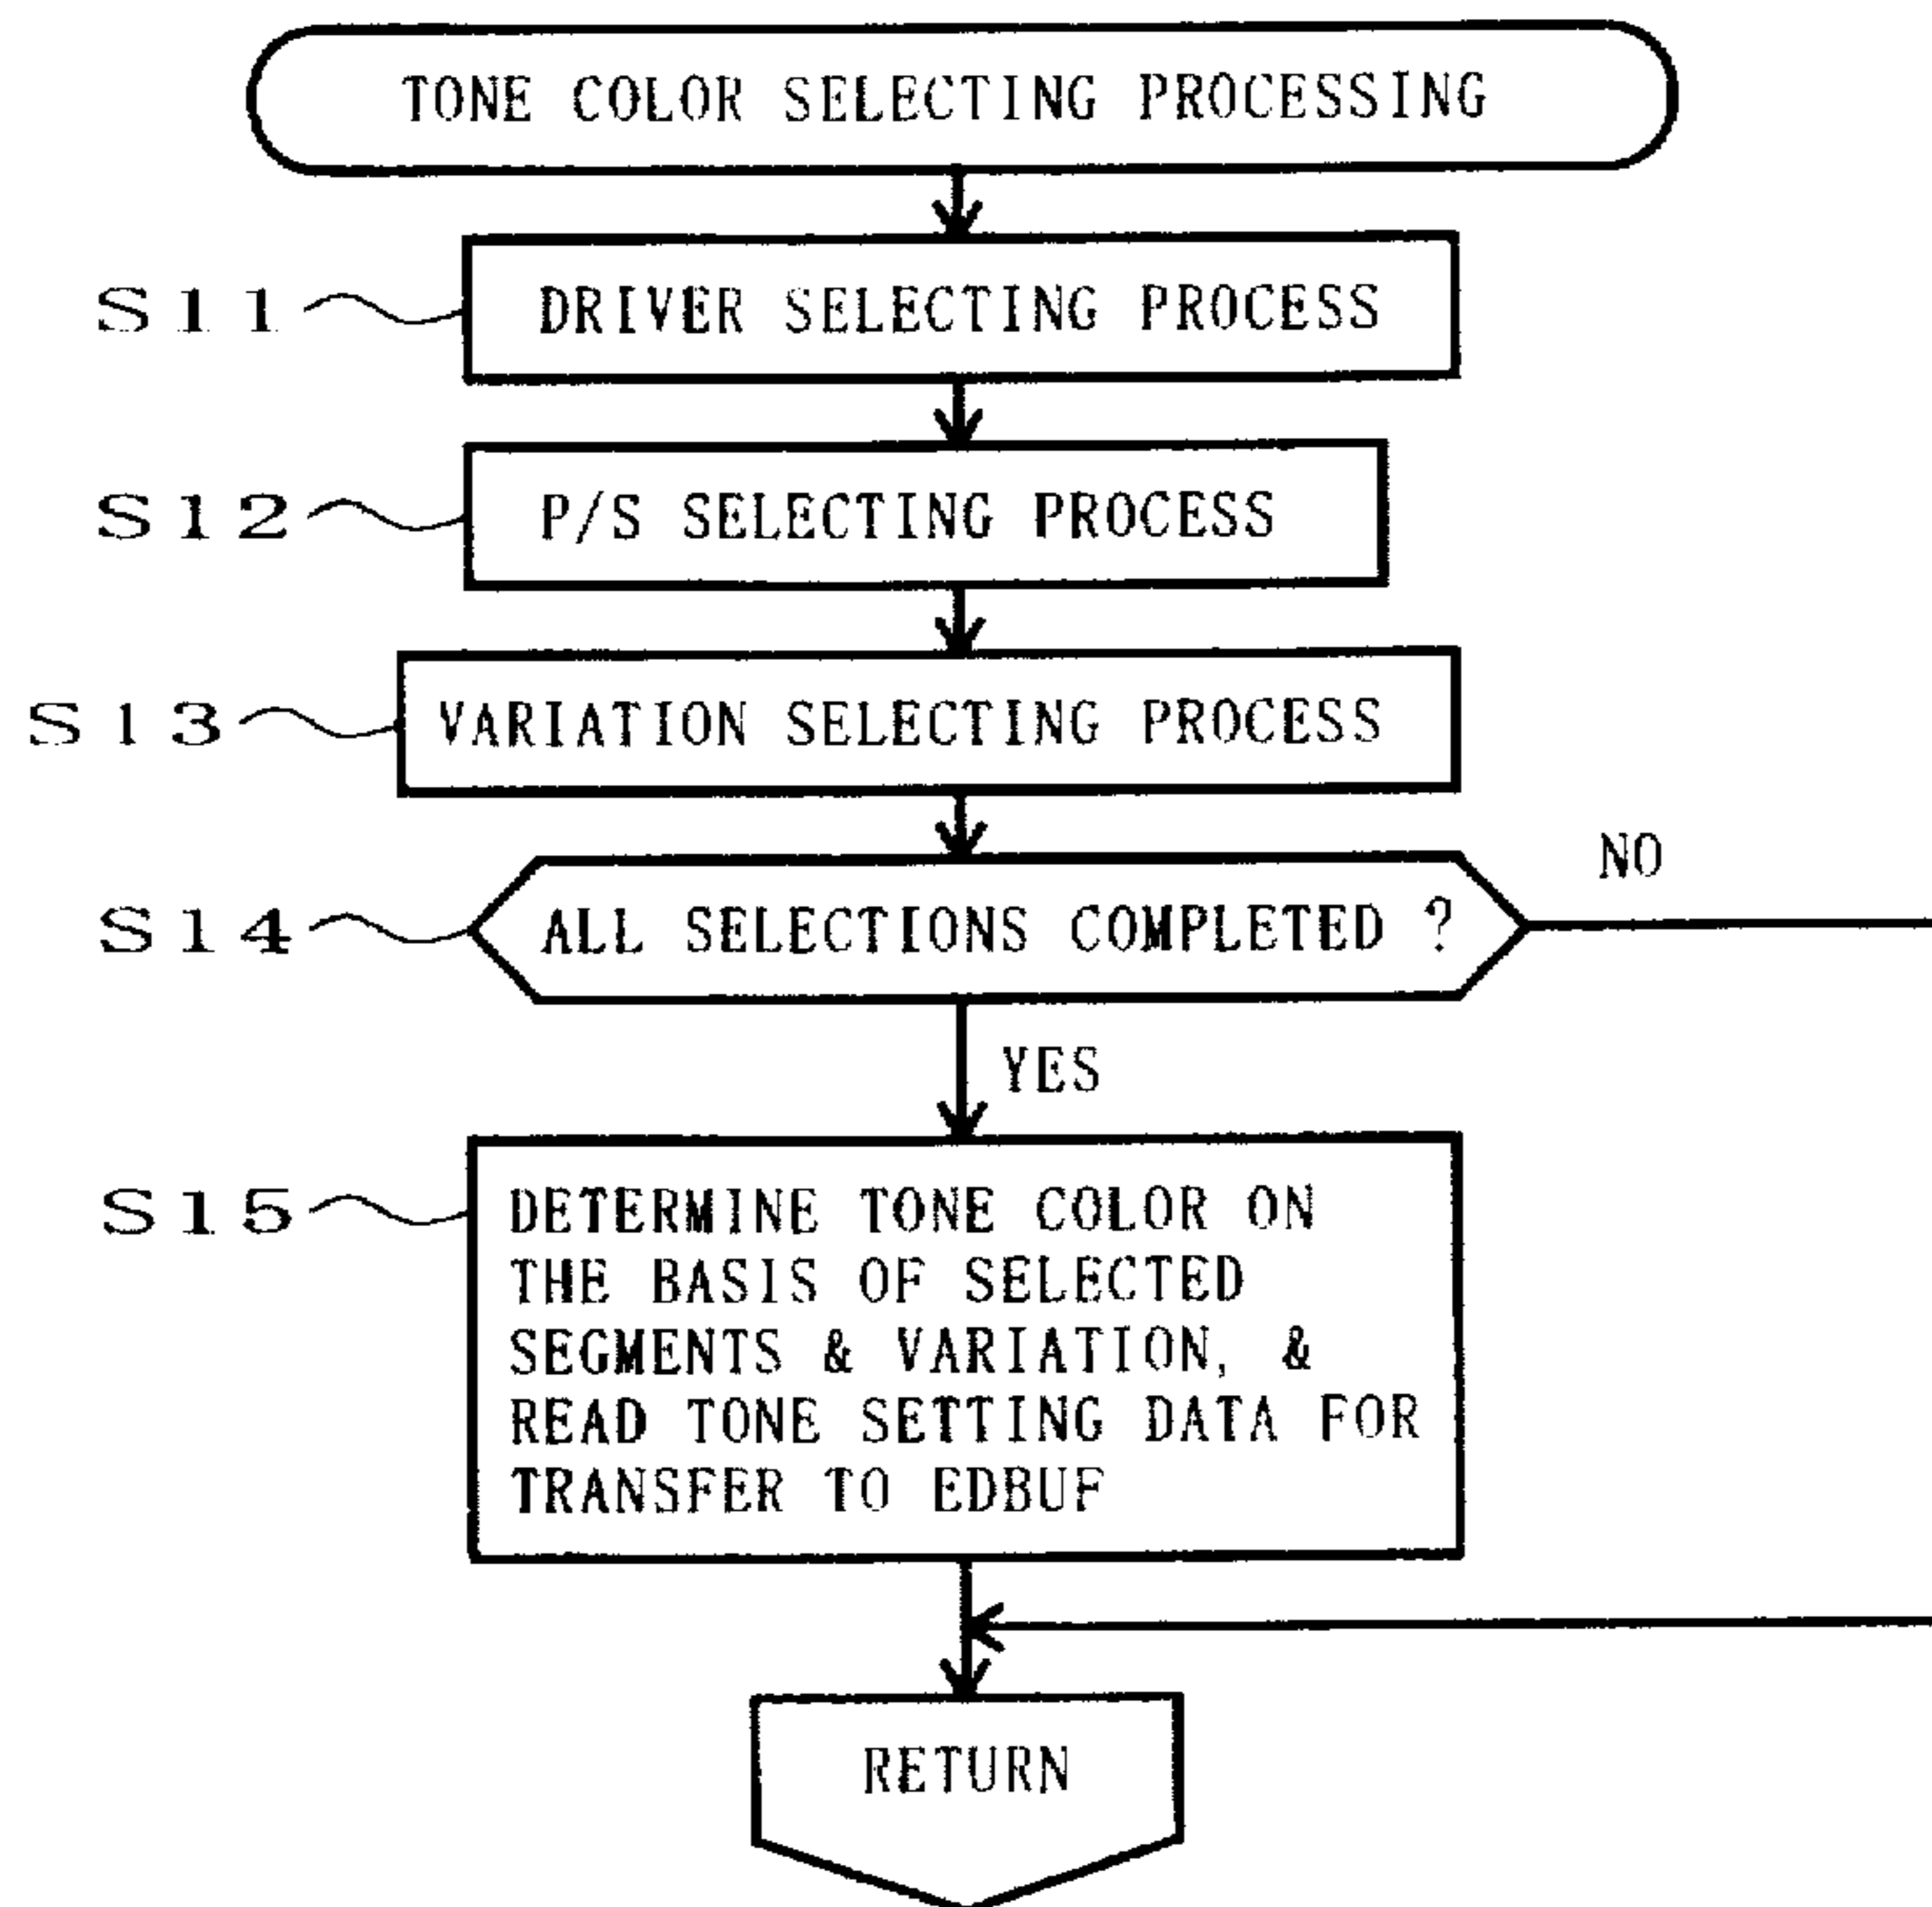 TONE COLOR SELECTING PROCESSING
S11
DRIVER SELECTING PROCESS
S12
P/S SELECTING PROCESS
S13
VARIATION SELECTING PROCESS
NO
S14
ALL SELECTIONS COMPLETED ?
YES
S15
DETERMINE TONE COLOR ON
THE BASIS OF SELECTED
SEGMENTS & VARIATION, &
READ TONE SETTING DATA FOR
TRANSFER TO EDBUF
RETURN